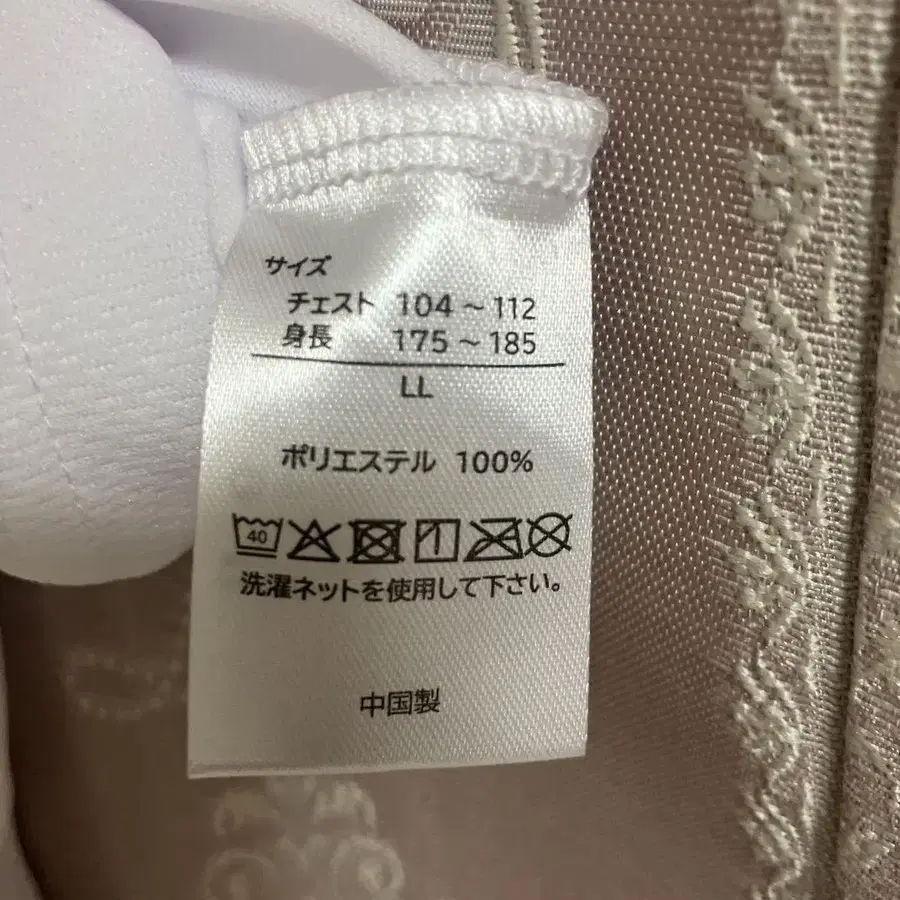 サイズ
チェスト 104～112
身長 175～185
LL
ポリエステル 100%
40
洗濯ネットを使用して下さい。
中国製